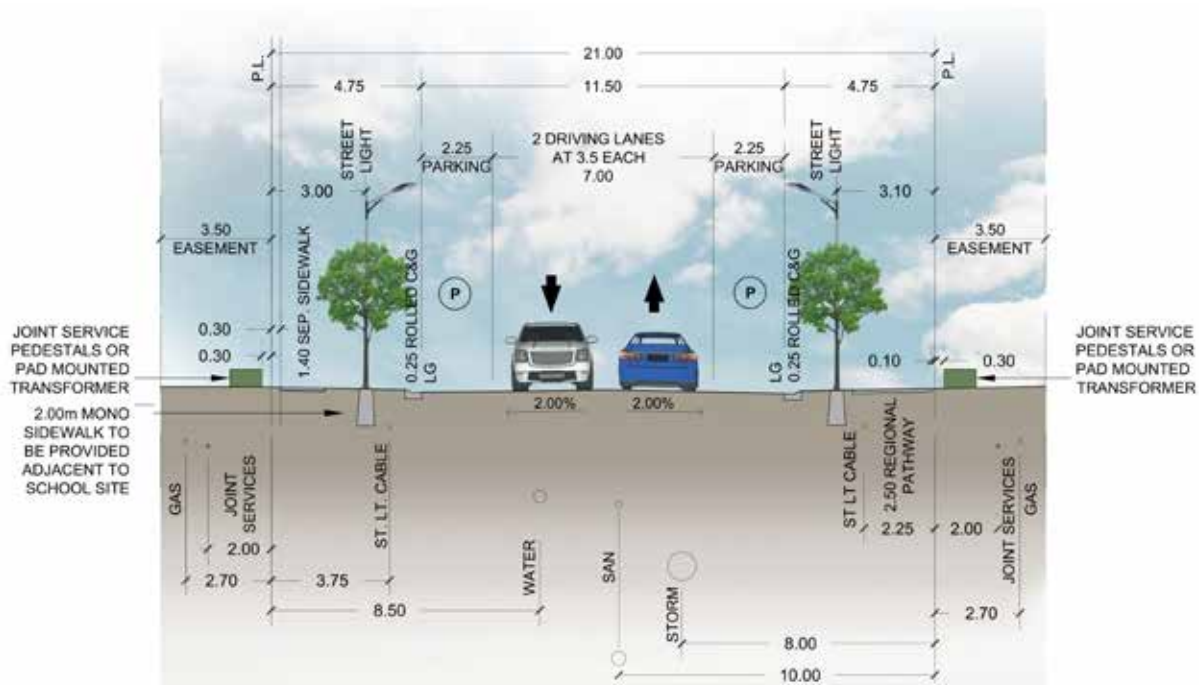 21.00
P.L.
P.L.
4.75
11.50
4.75
STREET
LIGHT
2.25
PARKING
2 DRIVING LANES
AT 3.5 EACH
7.00
2.25
PARKING
STREET
LIGHT
3.00
3.10
3.50
EASEMENT
3.50
EASEMENT
1.40 SEP. SIDEWALK
0.25 ROLLED C&G
LG
P
P
LG
0.25 ROLLED C&G
0.30
0.30
0.10
0.30
JOINT SERVICE
PEDESTALS OR
PAD MOUNTED
TRANSFORMER
JOINT SERVICE
PEDESTALS OR
PAD MOUNTED
TRANSFORMER
2.00m MONO
SIDEWALK TO
BE PROVIDED
ADJACENT TO
SCHOOL SITE
2.00%
2.00%
GAS
JOINT
SERVICES
ST. LT. CABLE
WATER
SAN
STORM
ST LT CABLE
2.50 REGIONAL
PATHWAY
JOINT SERVICES
GAS
2.00
2.25
2.00
2.70
3.75
8.50
2.70
8.00
10.00